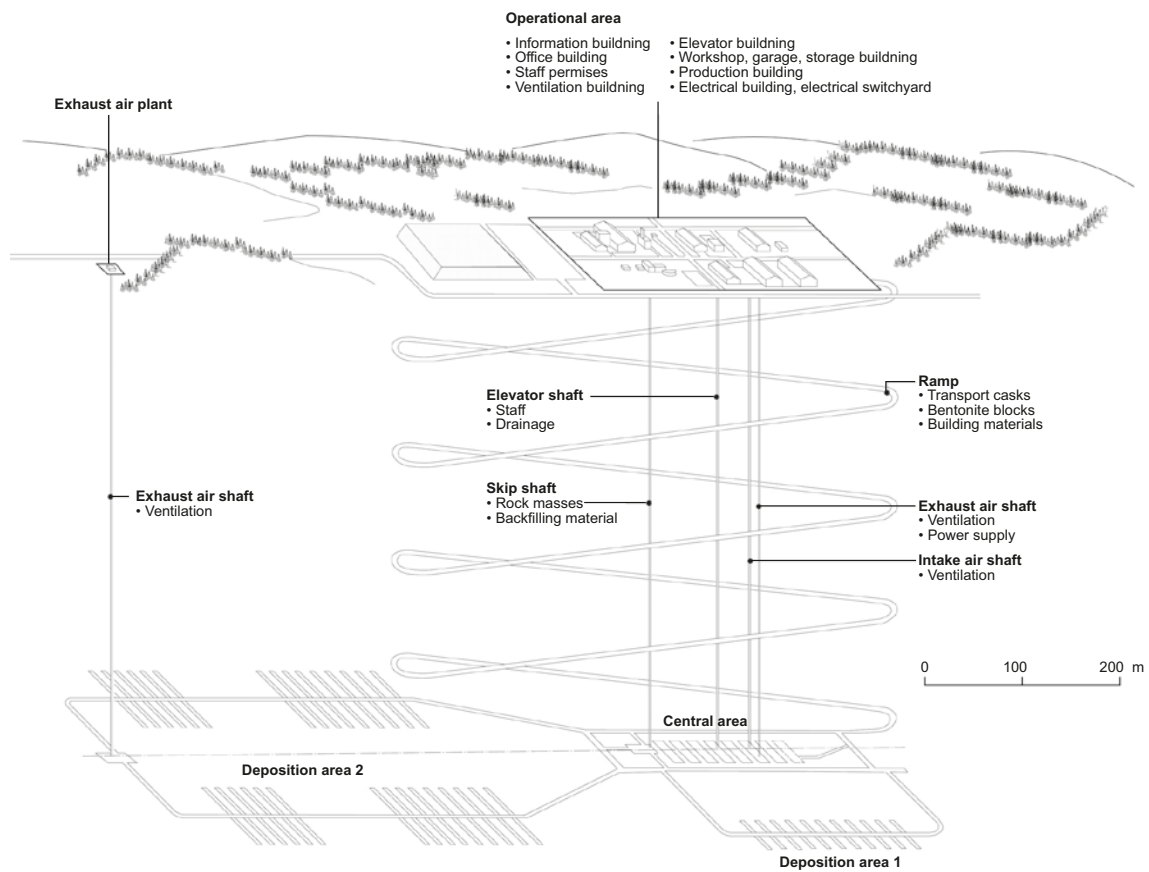 Operational area
• Information buildning
• Office building
• Staff permises
• Ventilation buildning
• Elevator buildning
• Workshop, garage, storage buildning
• Production building
• Electrical building, electrical switchyard
Exhaust air plant
Elevator shaft
• Staff
• Drainage
Ramp
• Transport casks
• Bentonite blocks
• Building materials
Exhaust air shaft
• Ventilation
Skip shaft
• Rock masses
• Backfilling material
Exhaust air shaft
• Ventilation
• Power supply
Intake air shaft
• Ventilation
0 100 200 m
Central area
Deposition area 2
Deposition area 1